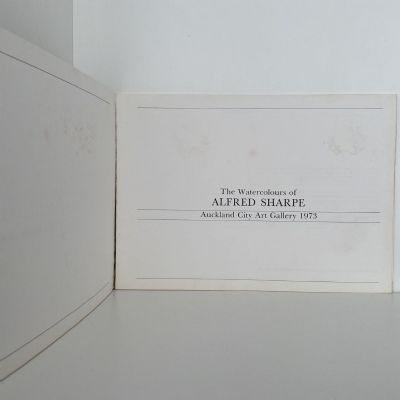 The Watercolours of
ALFRED SHARPE
Auckland City Art Gallery 1973